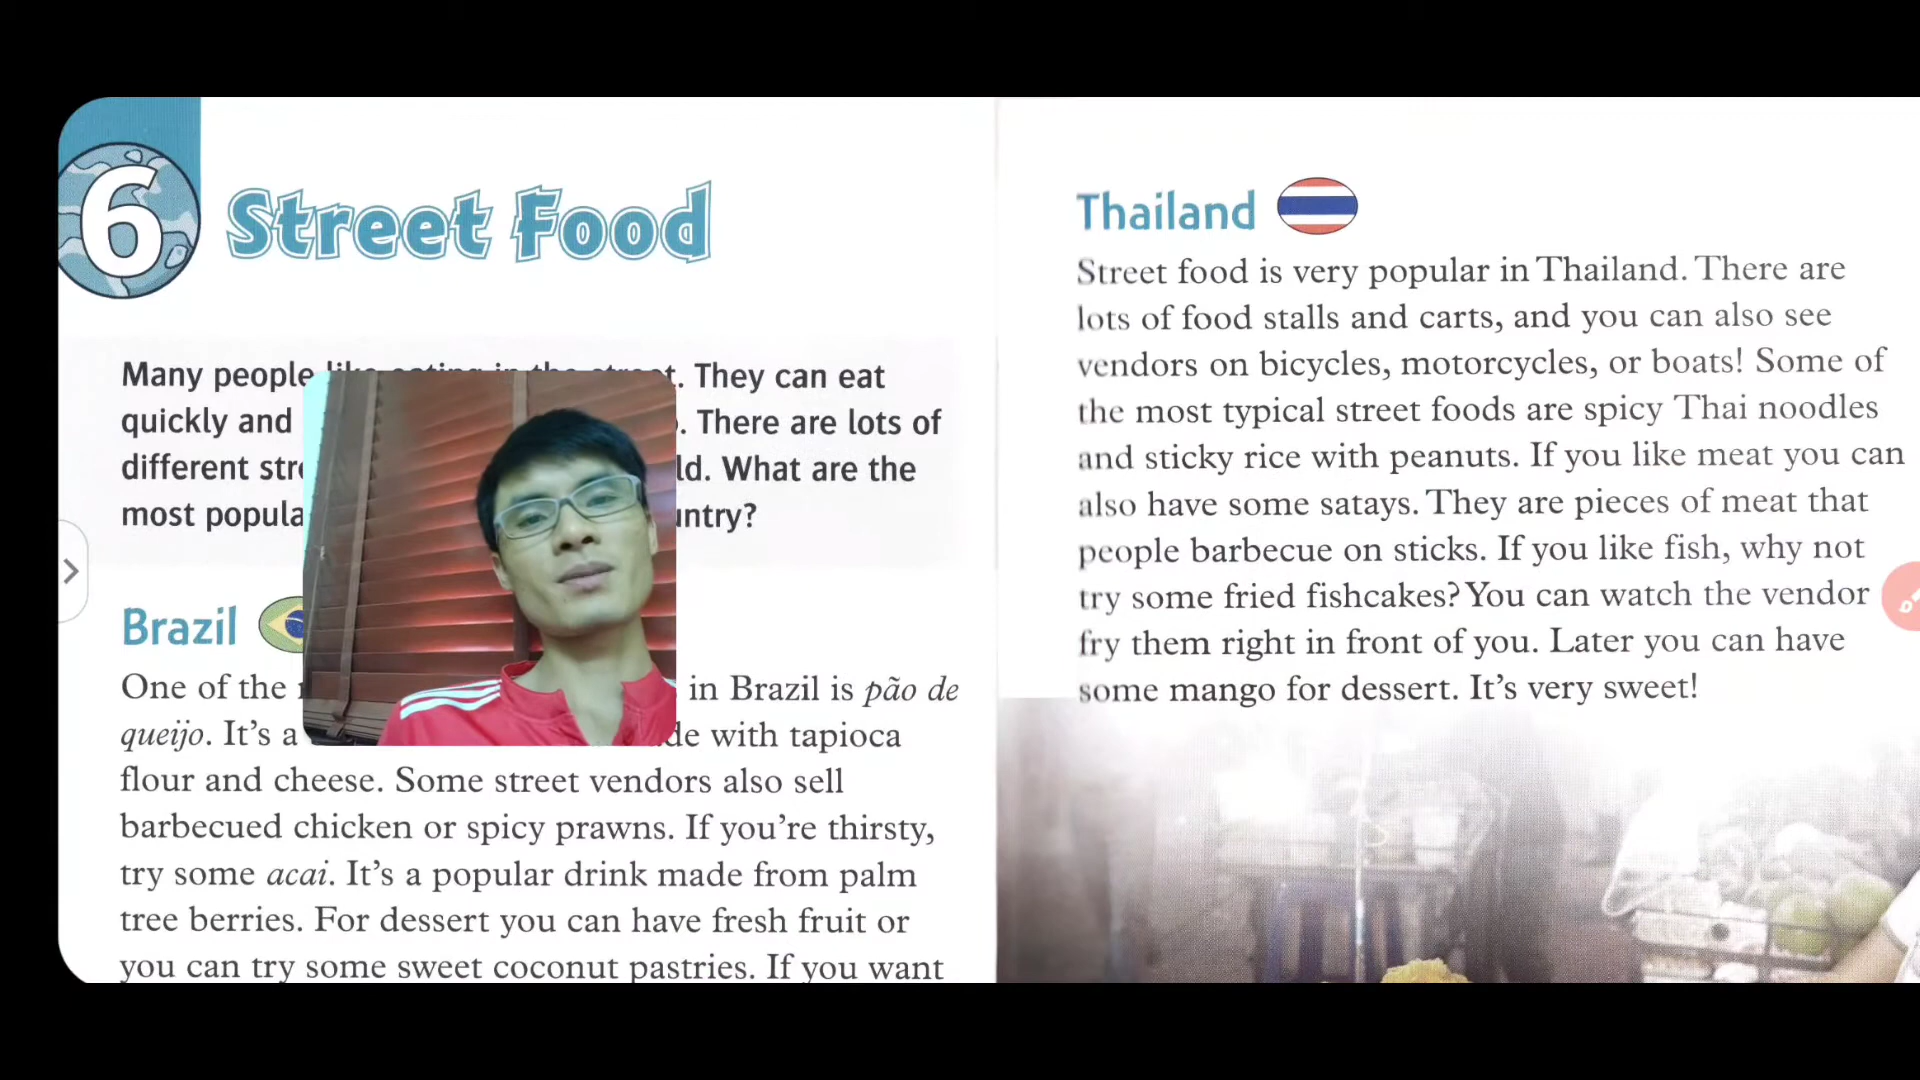 6
Street Food
Many people like eating in the street. They can eat
quickly and . There are lots of
different ld. What are the
most popula untry?
Brazil
One of the in Brazil is pão de
queijo. It's a de with tapioca
flour and cheese. Some street vendors also sell
barbecued chicken or spicy prawns. If you're thirsty,
try some acai. It's a popular drink made from palm
tree berries. For dessert you can have fresh fruit or
you can try some sweet coconut pastries. If you want
Thailand
Street food is very popular in Thailand. There are
lots of food stalls and carts, and you can also see
vendors on bicycles, motorcycles, or boats! Some of
the most typical street foods are spicy Thai noodles
and sticky rice with peanuts. If you like meat you can
also have some satays. They are pieces of meat that
people barbecue on sticks. If you like fish, why not
try some fried fishcakes? You can watch the vendor
fry them right in front of you. Later you can have
some mango for dessert. It's very sweet!